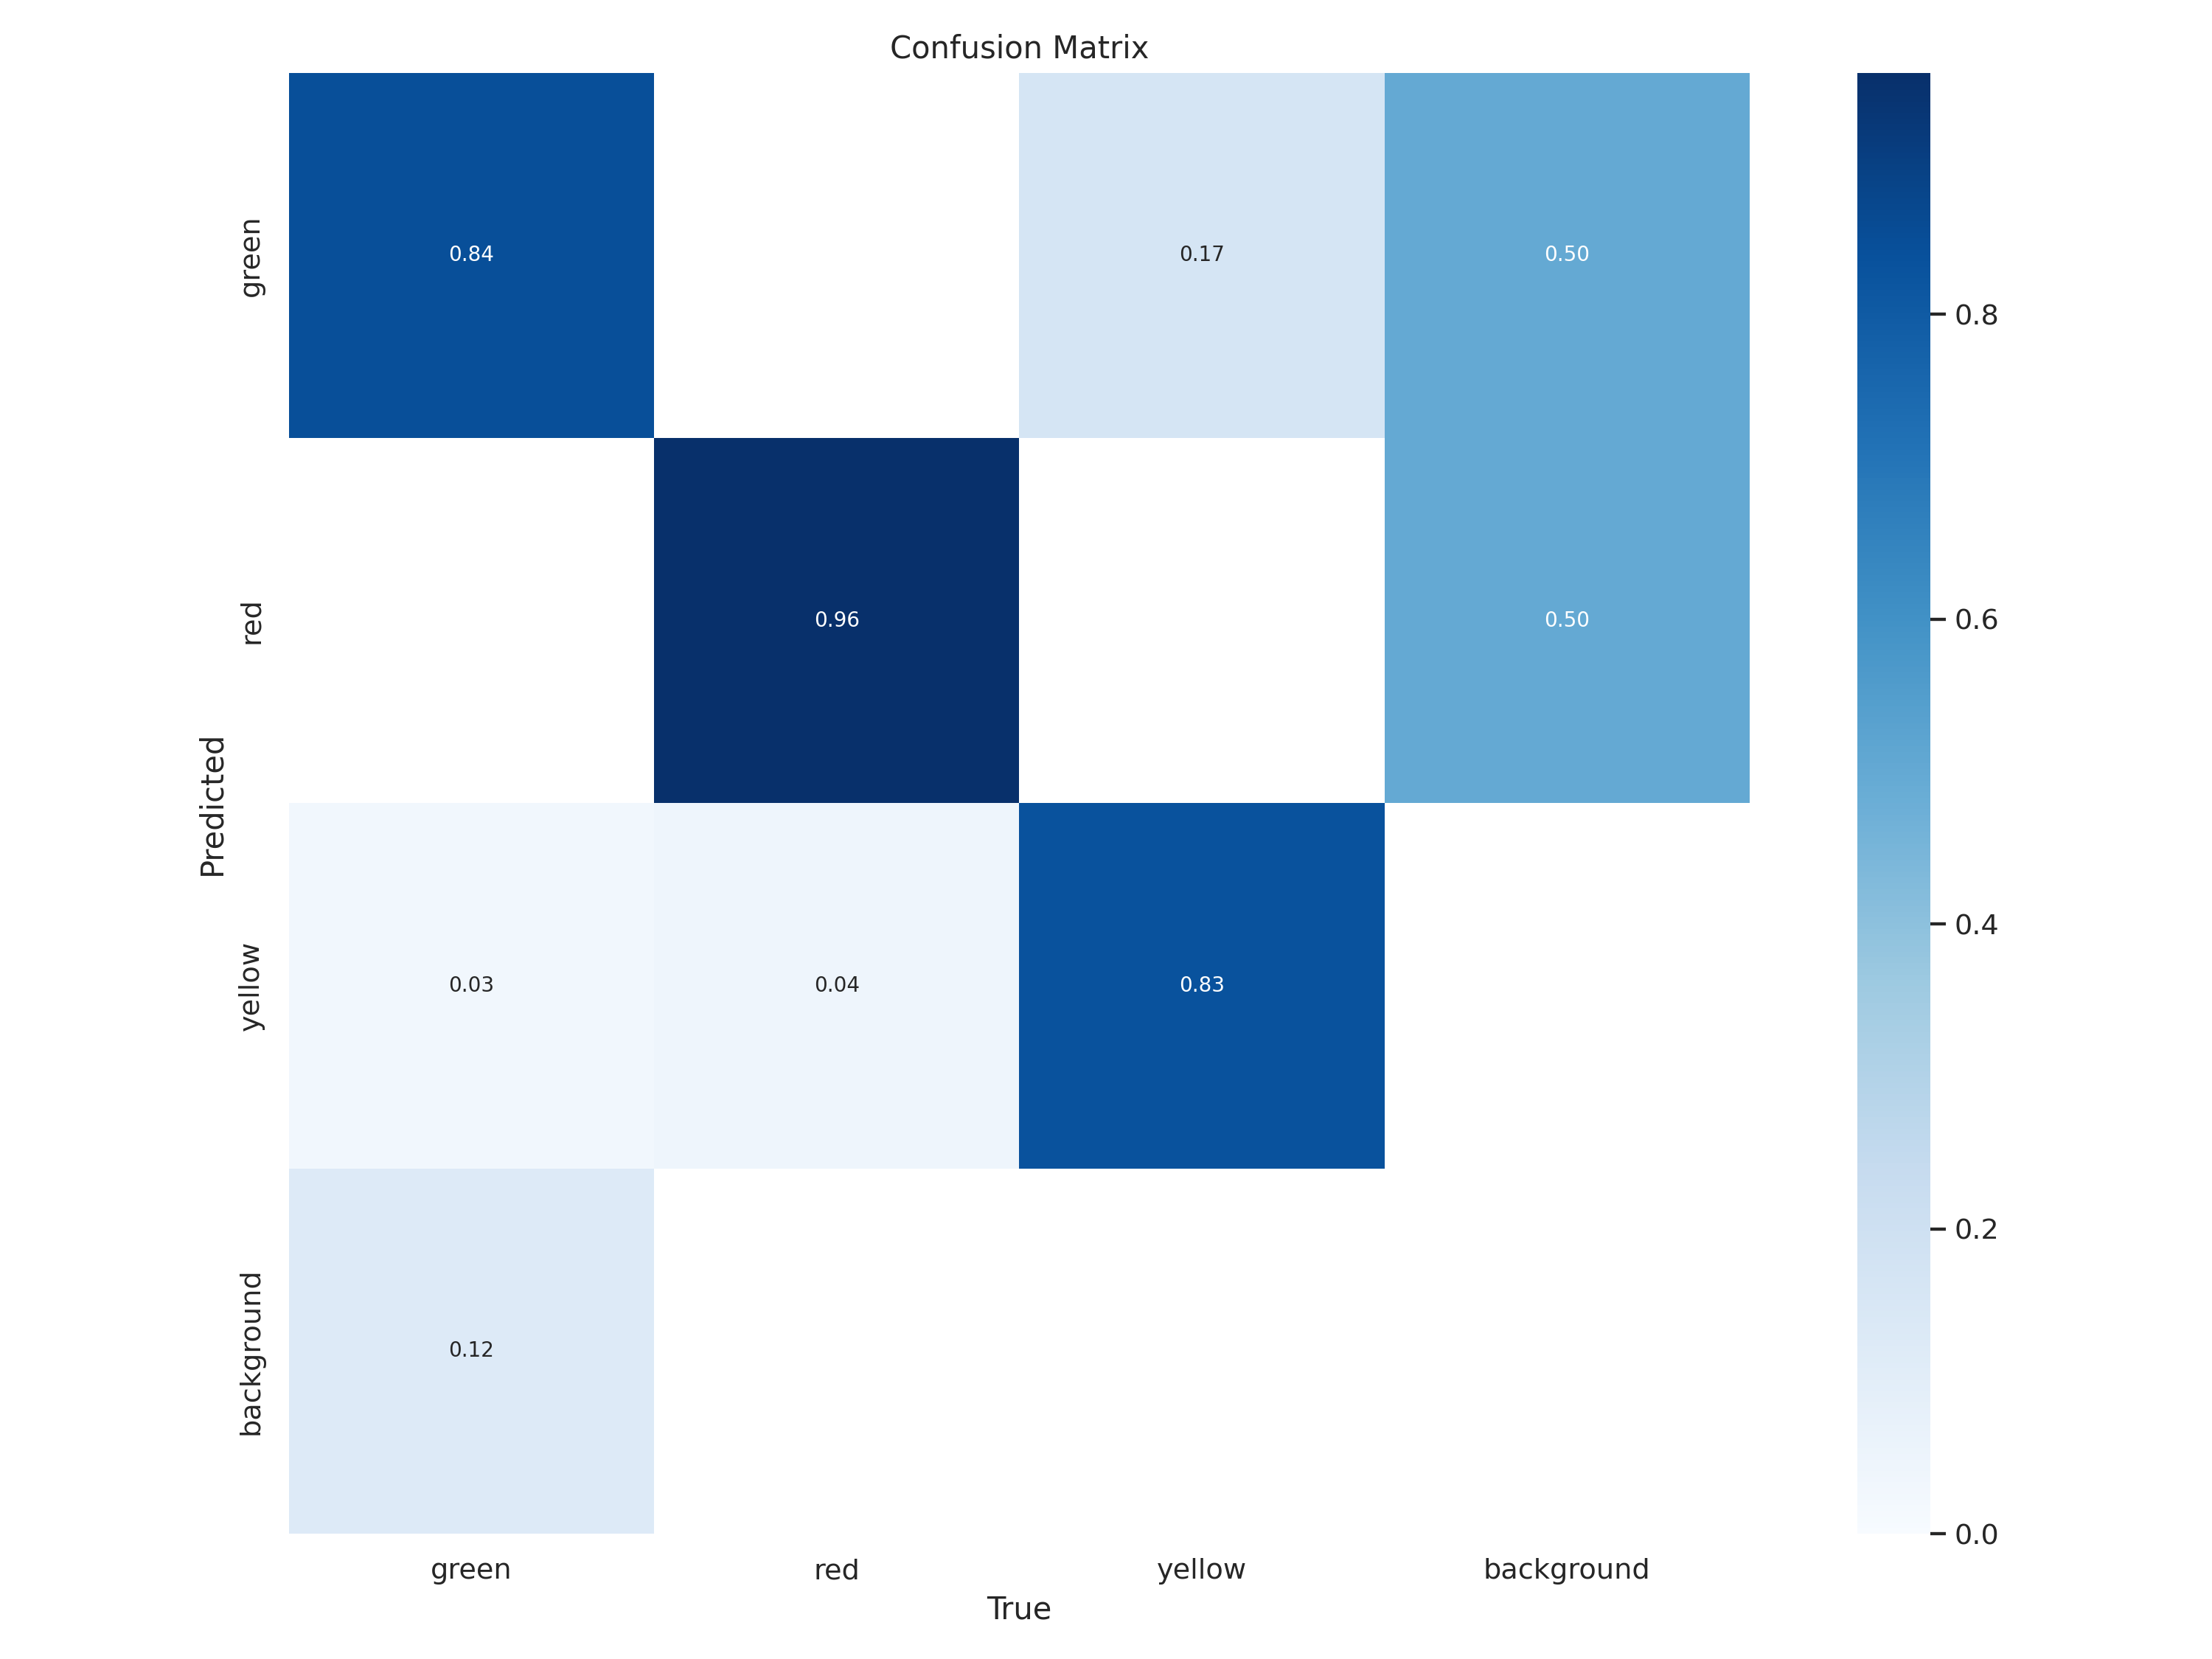 Confusion Matrix
green
0.84
0.17
0.50
0.8
red
0.96
0.50
0.6
Predicted
0.4
yellow
0.03
0.04
0.83
0.2
background
0.12
0.0
green
red
yellow
background
True